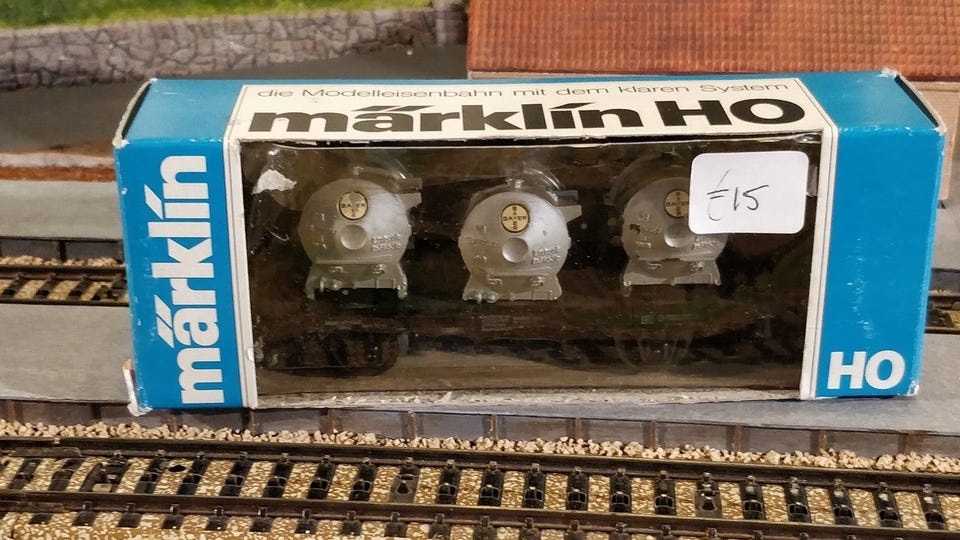 die Modelleisenbahn mit dem klaren System
märklin HO
märklin
£15
BAYER
BAYER
BAYER
HO